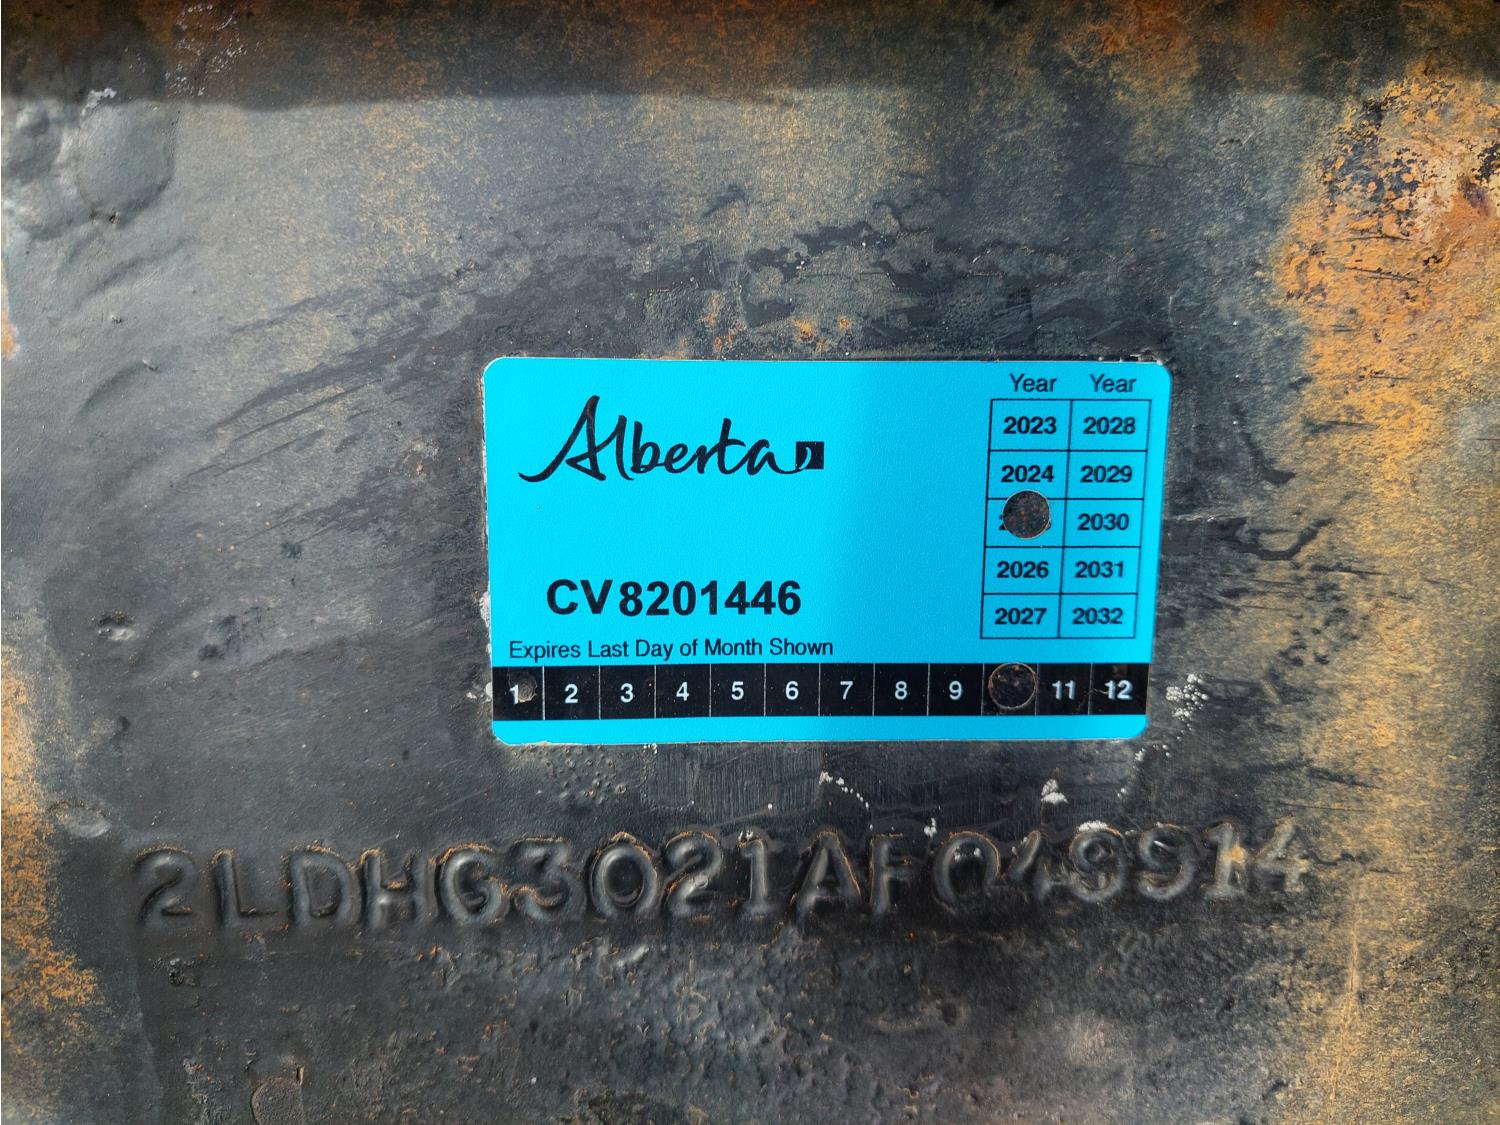 Alberta
Year Year
2023 2028
2024 2029
2030
2026 2031
2027 2032
CV8201446
Expires Last Day of Month Shown
1 2 3 4 5 6 7 8 9 11 12
2LDHG3021AF049914